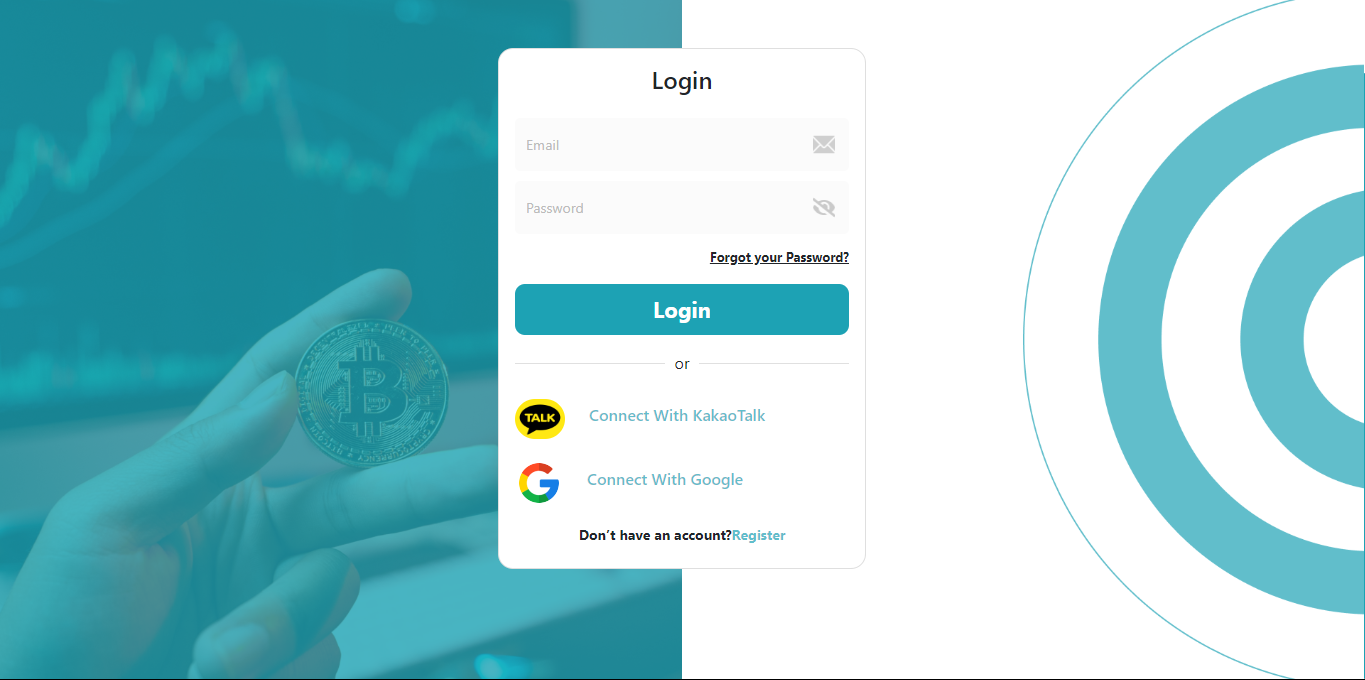 Login
Email
Password
Forgot your Password?
Login
or
TALK
Connect With KakaoTalk
Connect With Google
Don't have an account?Register